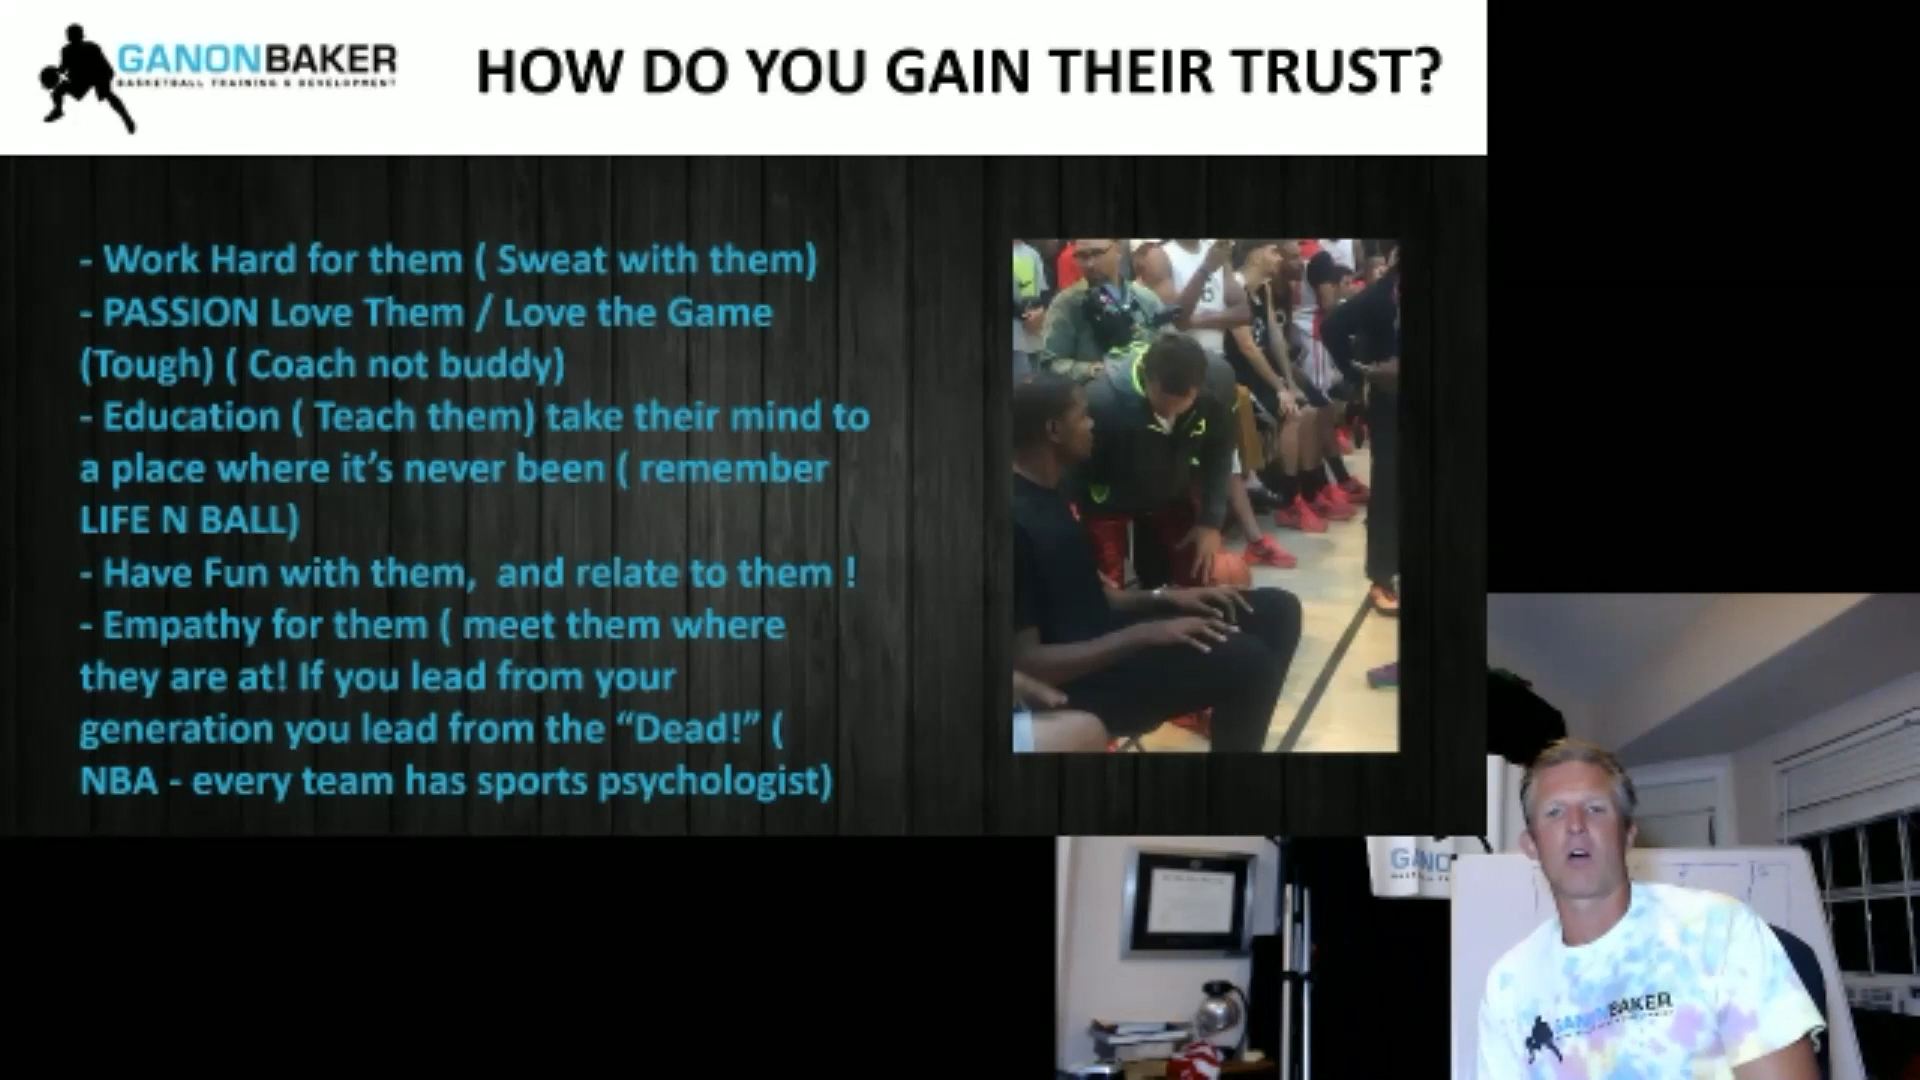 GANONBAKER
BASKETBALL TRAINING & DEVELOPMENT
HOW DO YOU GAIN THEIR TRUST?
- Work Hard for them ( Sweat with them)
- PASSION Love Them / Love the Game
(Tough) ( Coach not buddy)
- Education ( Teach them) take their mind to
a place where it’s never been ( remember
LIFE N BALL)
- Have Fun with them,  and relate to them !
- Empathy for them ( meet them where
they are at! If you lead from your
generation you lead from the “Dead!” (
NBA - every team has sports psychologist)
GANO
GANONBAKER